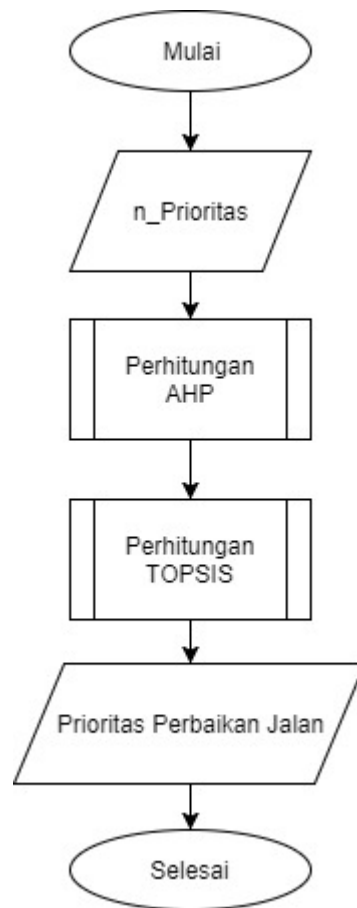 Mulai
n_Prioritas
Perhitungan
AHP
Perhitungan
TOPSIS
Prioritas Perbaikan Jalan
Selesai